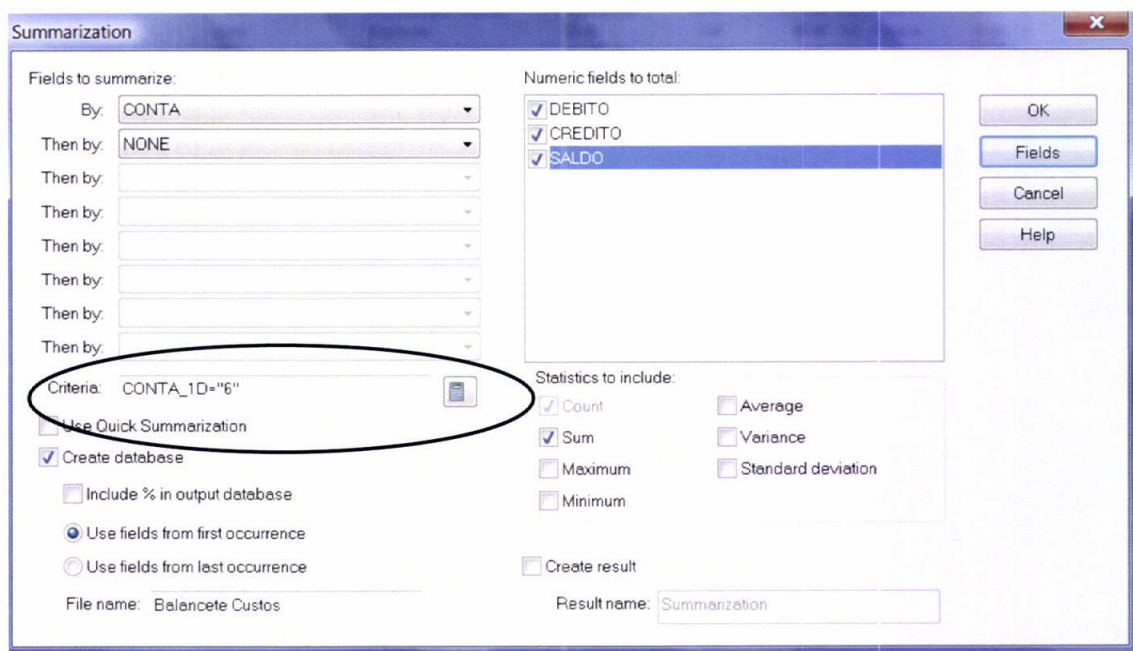 Summarization
Fields to summarize:
By: CONTA
Then by: NONE
Then by:
Then by:
Then by:
Then by:
Then by:
Then by:
Criteria: CONTA_1D="6"
Use Quick Summarization
Create database
Include % in output database
Use fields from first occurrence
Use fields from last occurrence
File name: Balancete Custos
Numeric fields to total:
DEBITO
CREDITO
SALDO
Statistics to include:
Count
Average
Sum
Variance
Maximum
Standard deviation
Minimum
Create result
Result name: Summarization
OK
Fields
Cancel
Help